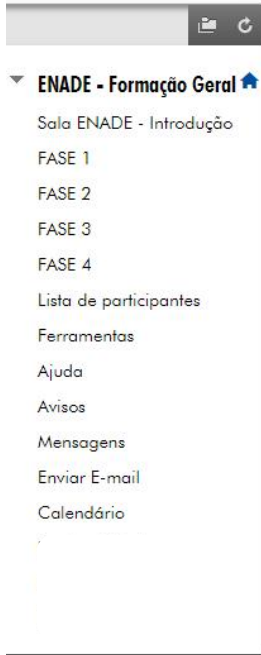 ENADE - Formação Geral
Sala ENADE - Introdução
FASE 1
FASE 2
FASE 3
FASE 4
Lista de participantes
Ferramentas
Ajuda
Avisos
Mensagens
Enviar E-mail
Calendário